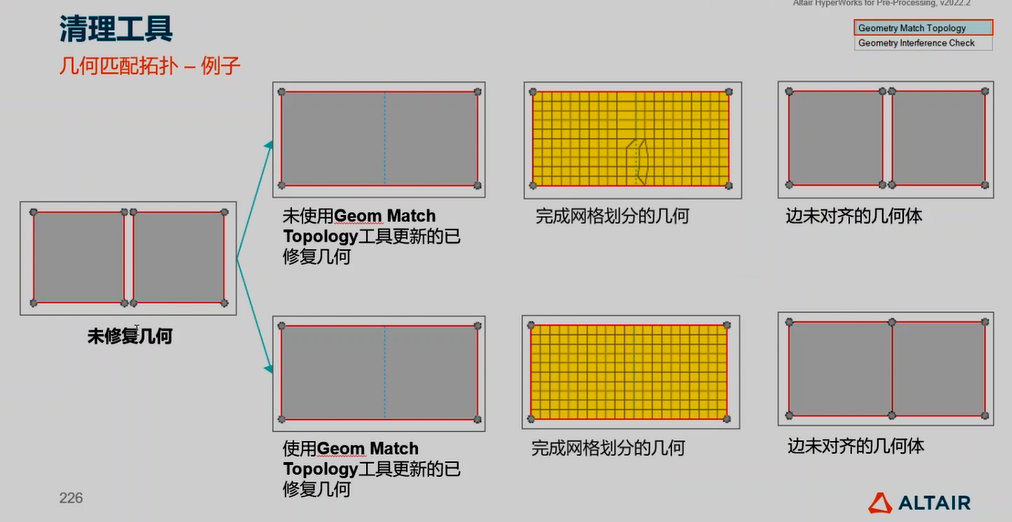 Altair HyperWorks for Pre-Processing, v2022.2
清理工具
几何匹配拓扑 – 例子
Geometry Match Topology
Geometry Interference Check
未使用Geom Match
Topology工具更新的已
修复几何
完成网格划分的几何
边未对齐的几何体
未修复几何
使用Geom Match
Topology工具更新的已
修复几何
完成网格划分的几何
边未对齐的几何体
226
ALTAIR